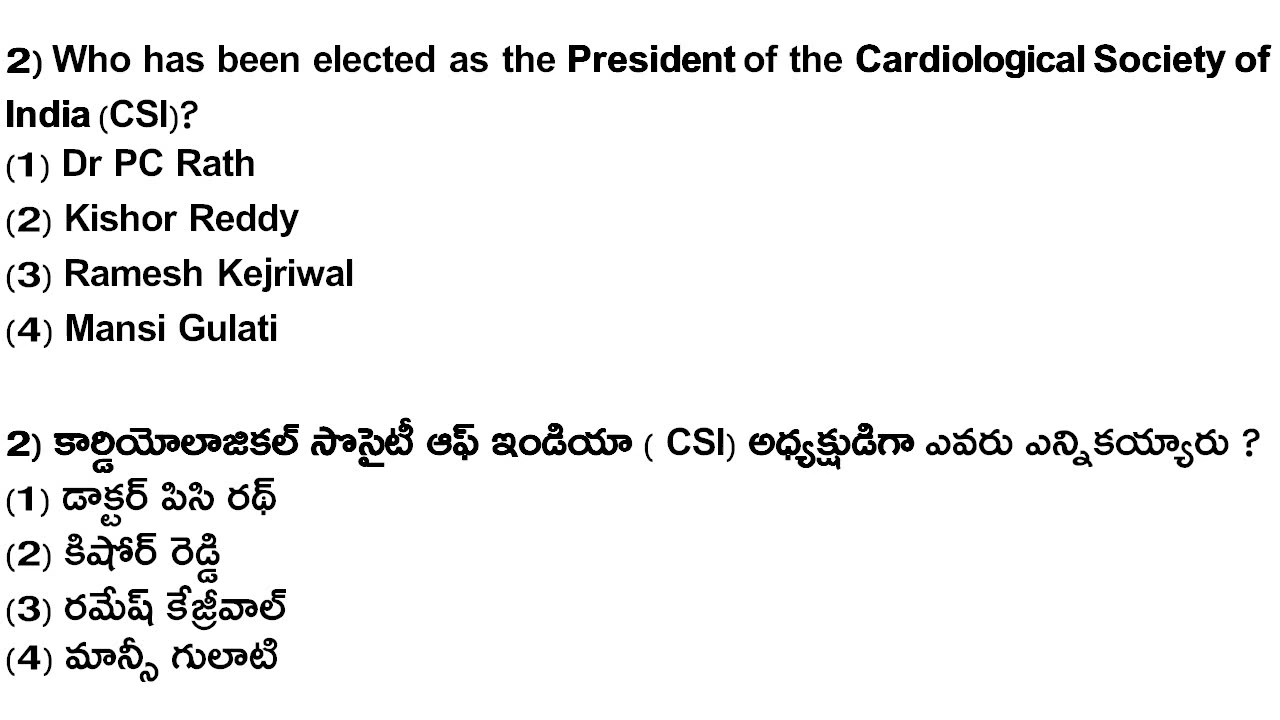 2) Who has been elected as the President of the Cardiological Society of
India (CSI)?
(1) Dr PC Rath
(2) Kishor Reddy
(3) Ramesh Kejriwal
(4) Mansi Gulati
2) కార్డియోలాజికల్ సొసైటీ ఆఫ్ ఇండియా ( CSI) అధ్యక్షుడిగా ఎవరు ఎన్నికయ్యారు ?
(1) డాక్టర్ పిసి రథ్
(2) కిషోర్ రెడ్డి
(3) రమేష్ కేజ్రీవాల్
(4) మాన్సీ గులాటి